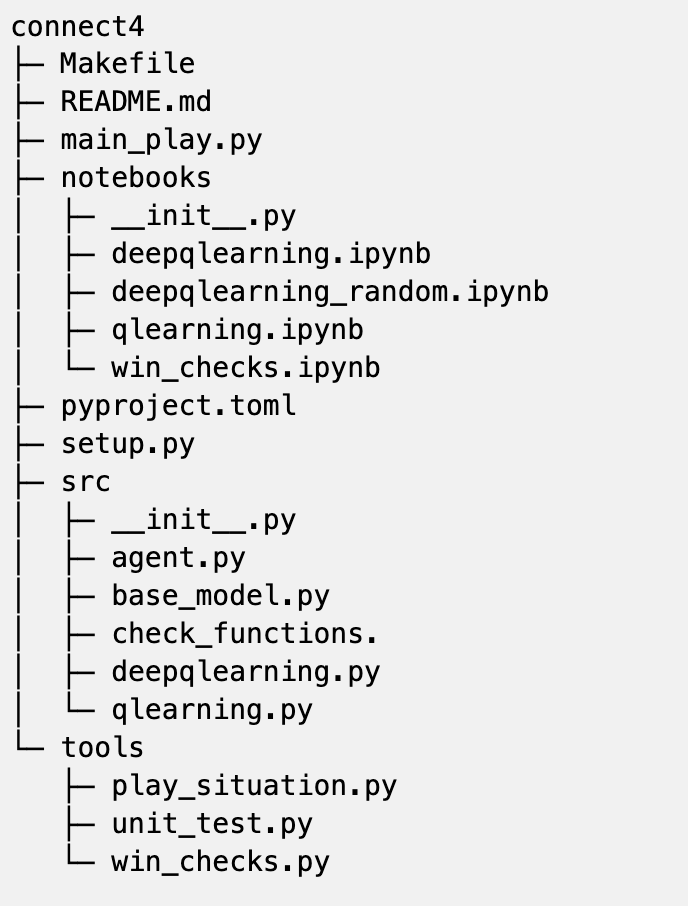 connect4
├─ Makefile
├─ README.md
├─ main_play.py
├─ notebooks
│  ├─ __init__.py
│  ├─ deepqlearning.ipynb
│  ├─ deepqlearning_random.ipynb
│  ├─ qlearning.ipynb
│  └─ win_checks.ipynb
├─ pyproject.toml
├─ setup.py
├─ src
│  ├─ __init__.py
│  ├─ agent.py
│  ├─ base_model.py
│  ├─ check_functions.
│  ├─ deepqlearning.py
│  └─ qlearning.py
└─ tools
   ├─ play_situation.py
   ├─ unit_test.py
   └─ win_checks.py